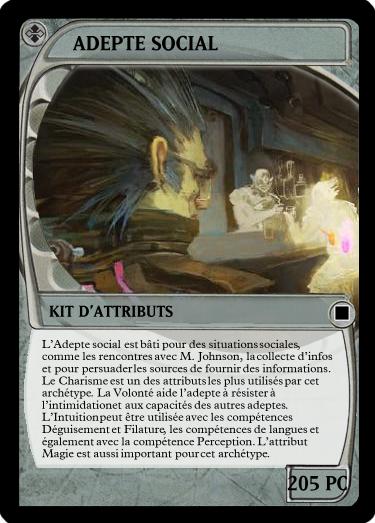 ADEPTE SOCIAL
KIT D'ATTRIBUTS
L'Adepte social est bâti pour des situations sociales,
comme les rencontres avec M. Johnson, la collecte d'infos
et pour persuader les sources de fournir des informations.
Le Charisme est un des attributs les plus utilisés par cet
archétype. La Volonté aide l'adepte à résister à
l'intimidation et aux capacités des autres adeptes.
L'Intuition peut être utilisée avec les compétences
Déguisement et Filature, les compétences de langues et
également avec la compétence Perception. L'attribut
Magie est aussi important pour cet archétype.
205 PC